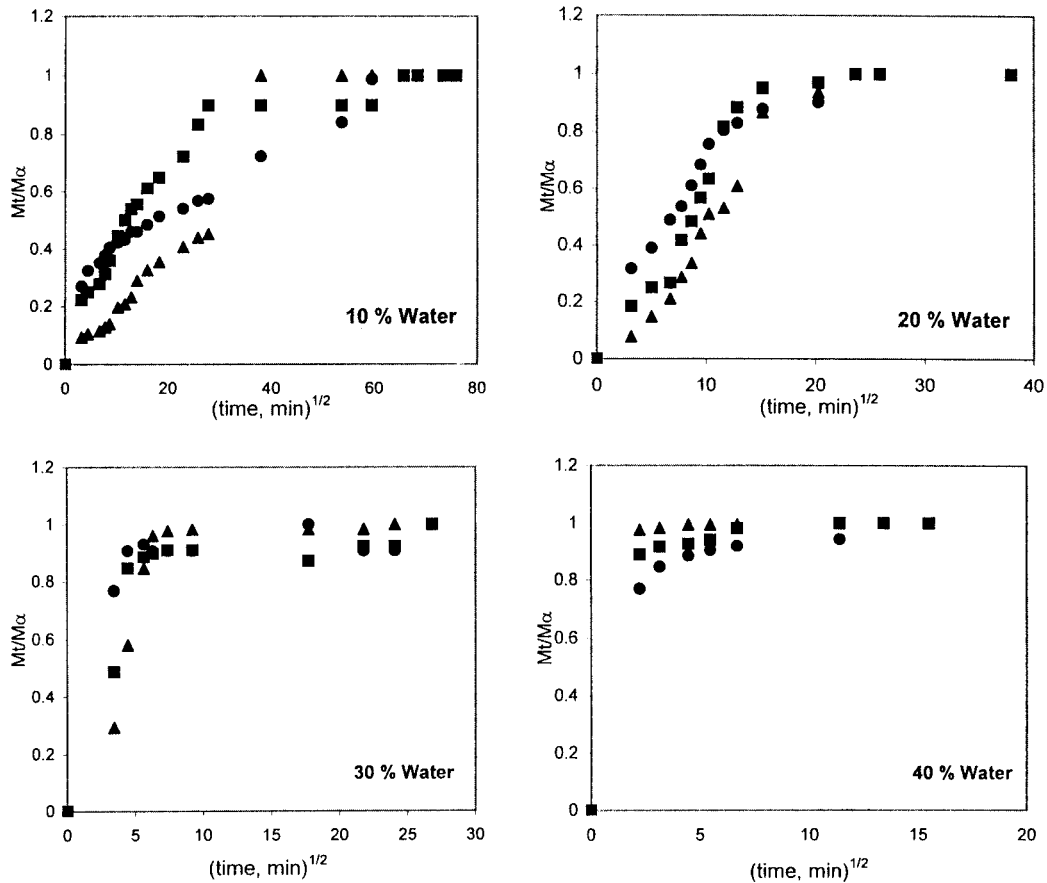 1.2
1
0.8
0.6
0.4
0.2
0
Mt/Mα
10 % Water
0 20 40 60 80
(time, min)1/2
1.2
1
0.8
0.6
0.4
0.2
0
Mt/Mα
20 % Water
0 10 20 30 40
(time, min)1/2
1.2
1
0.8
0.6
0.4
0.2
0
Mt/Mα
30 % Water
0 5 10 15 20 25 30
(time, min)1/2
1.2
1
0.8
0.6
0.4
0.2
0
Mt/Mα
40 % Water
0 5 10 15 20
(time, min)1/2